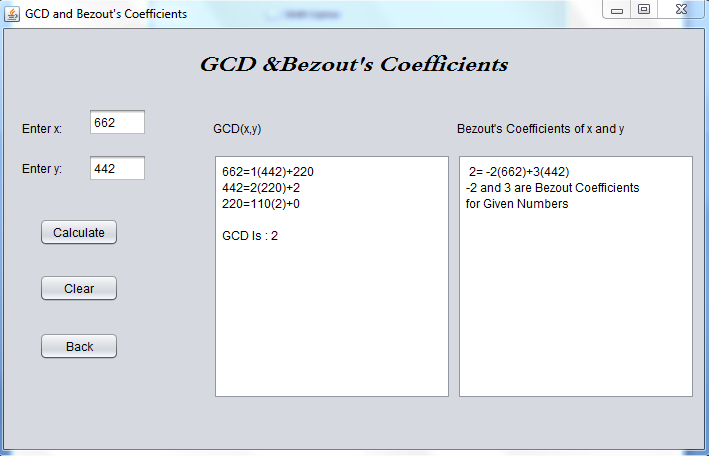 GCD and Bezout's Coefficients
GCD &Bezout's Coefficients
Enter x:
662
GCD(x,y)
Bezout's Coefficients of x and y
Enter y:
442
662=1(442)+220
442=2(220)+2
220=110(2)+0
GCD Is : 2
2= -2(662)+3(442)
-2 and 3 are Bezout Coefficients
for Given Numbers
Calculate
Clear
Back